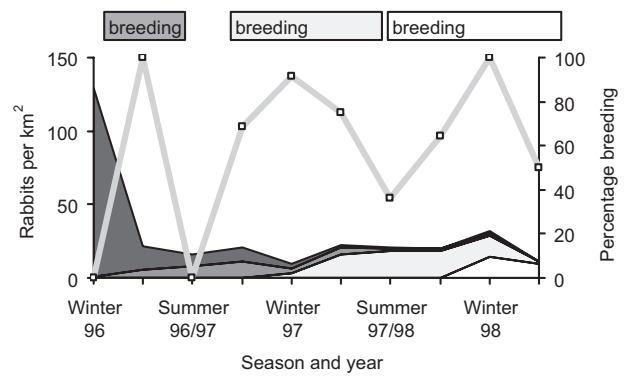 breeding breeding breeding
150 100
100 80
60
50 40
20
0 0
Rabbits per km²
Percentage breeding
Winter Summer Winter Summer Winter
96 96/97 97 97/98 98
Season and year